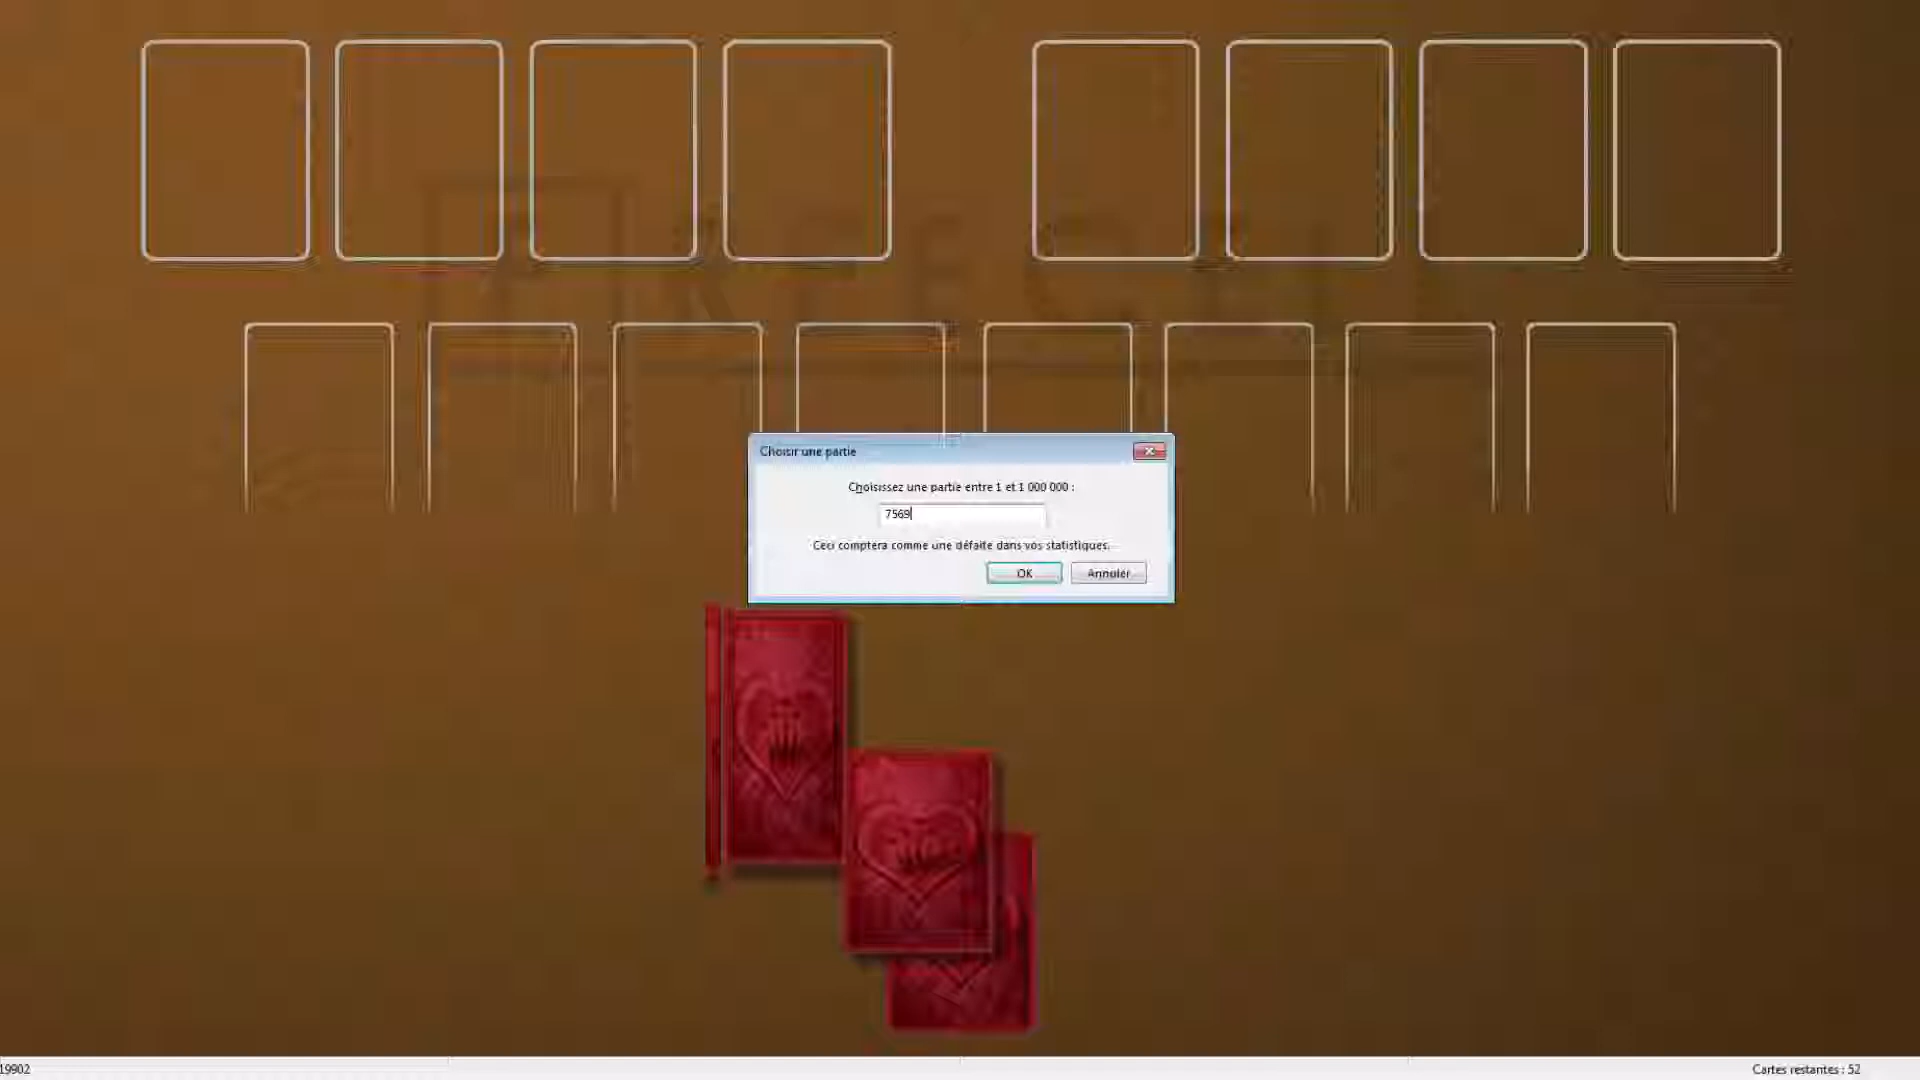 Choisir une partie
Choisissez une partie entre 1 et 1 000 000 :
7569
Ceci comptera comme une défaite dans vos statistiques.
OK
Annuler
19902
Cartes restantes : 52